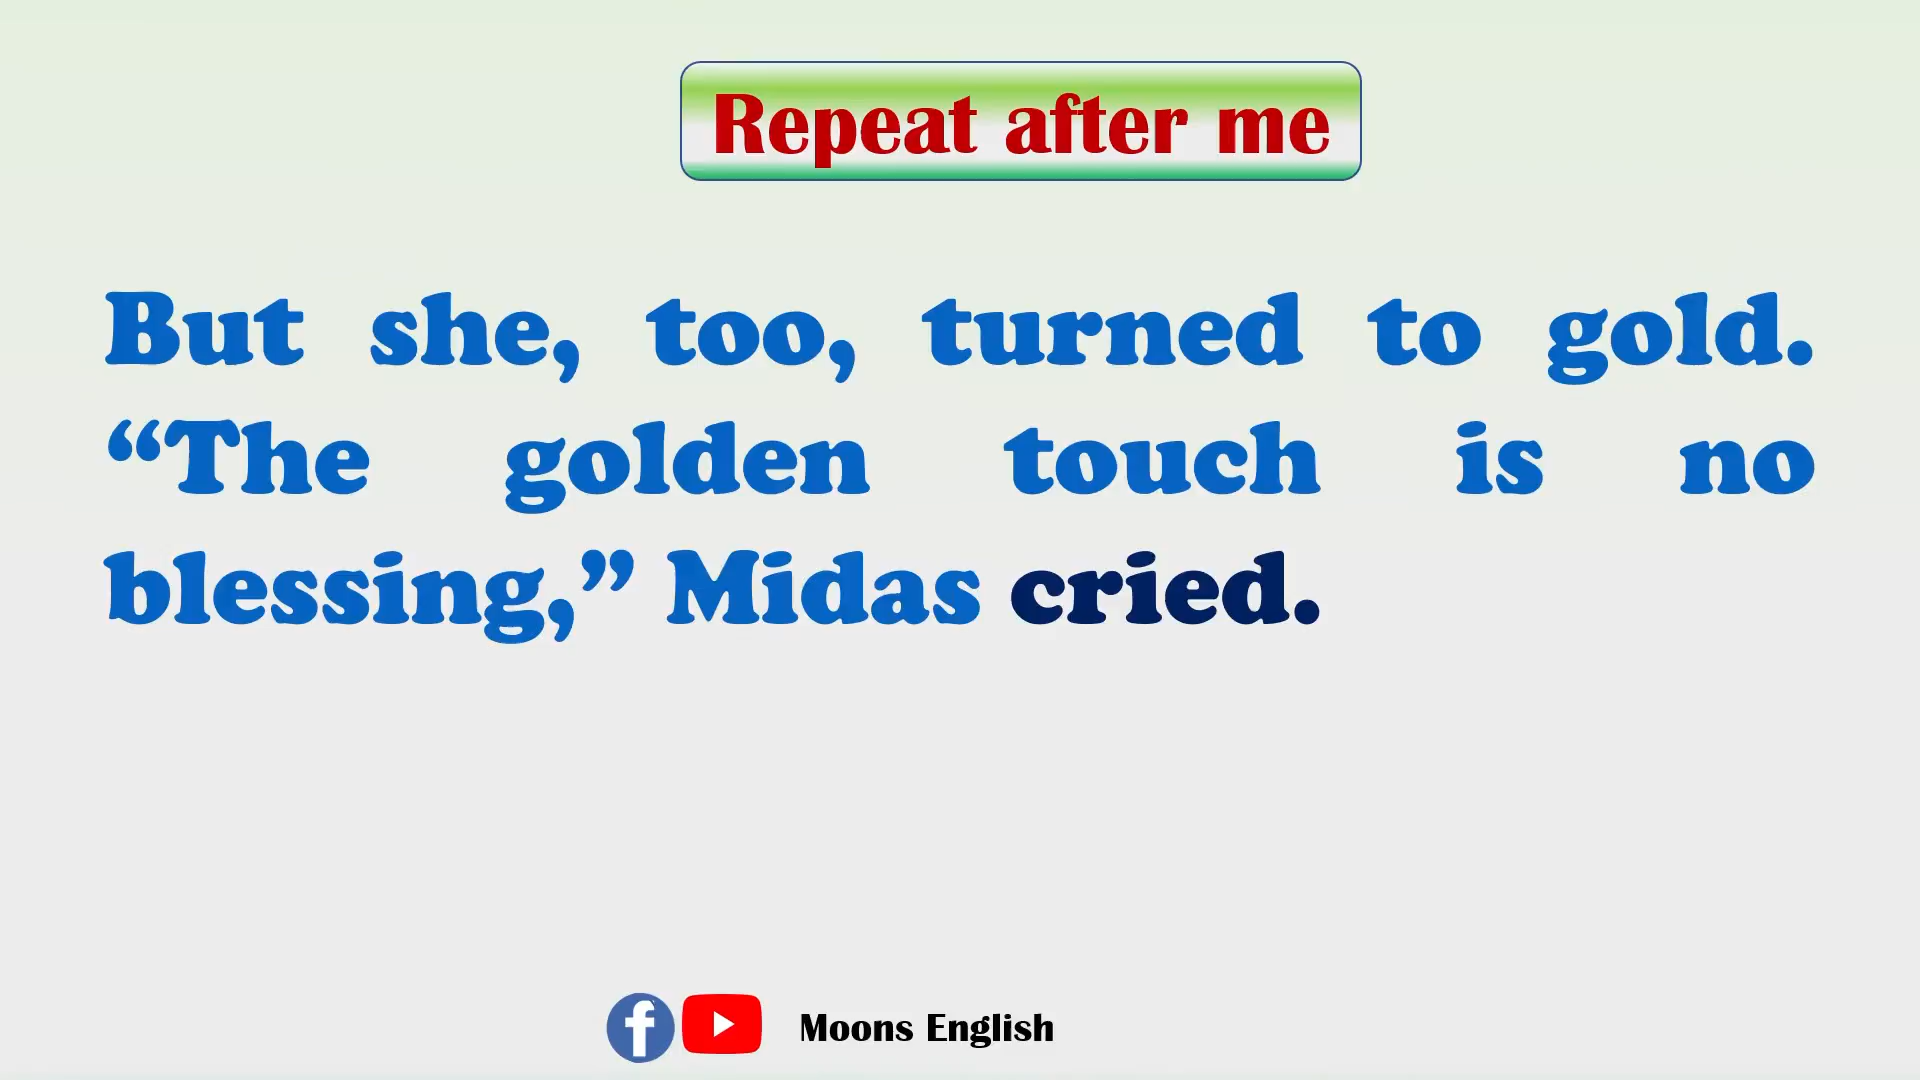 Repeat after me
But she, too, turned to gold.
“The golden touch is no
blessing,” Midas cried.
Moons English